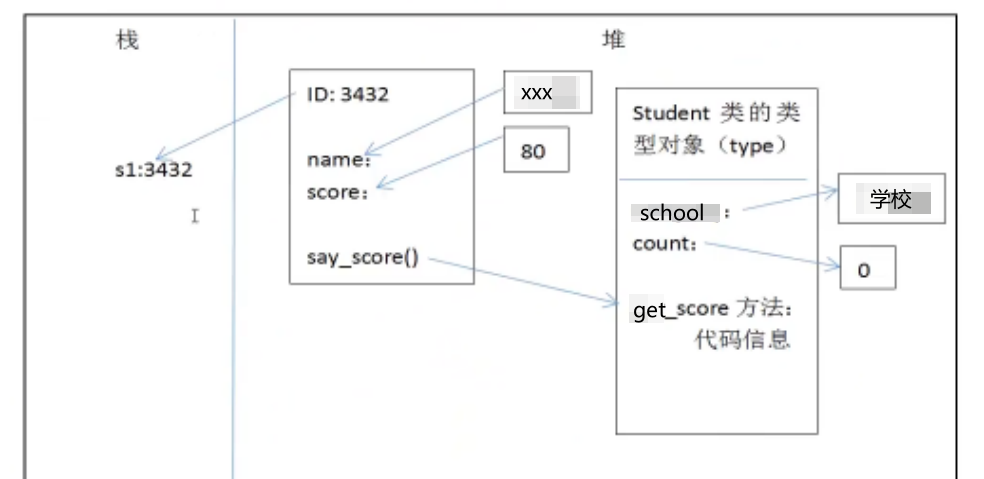 栈
堆
ID: 3432
name：
score：
say_score()
s1:3432
xxx
80
Student 类的类
型对象（type）
school ：
count：
get_score 方法：
代码信息
学校
0